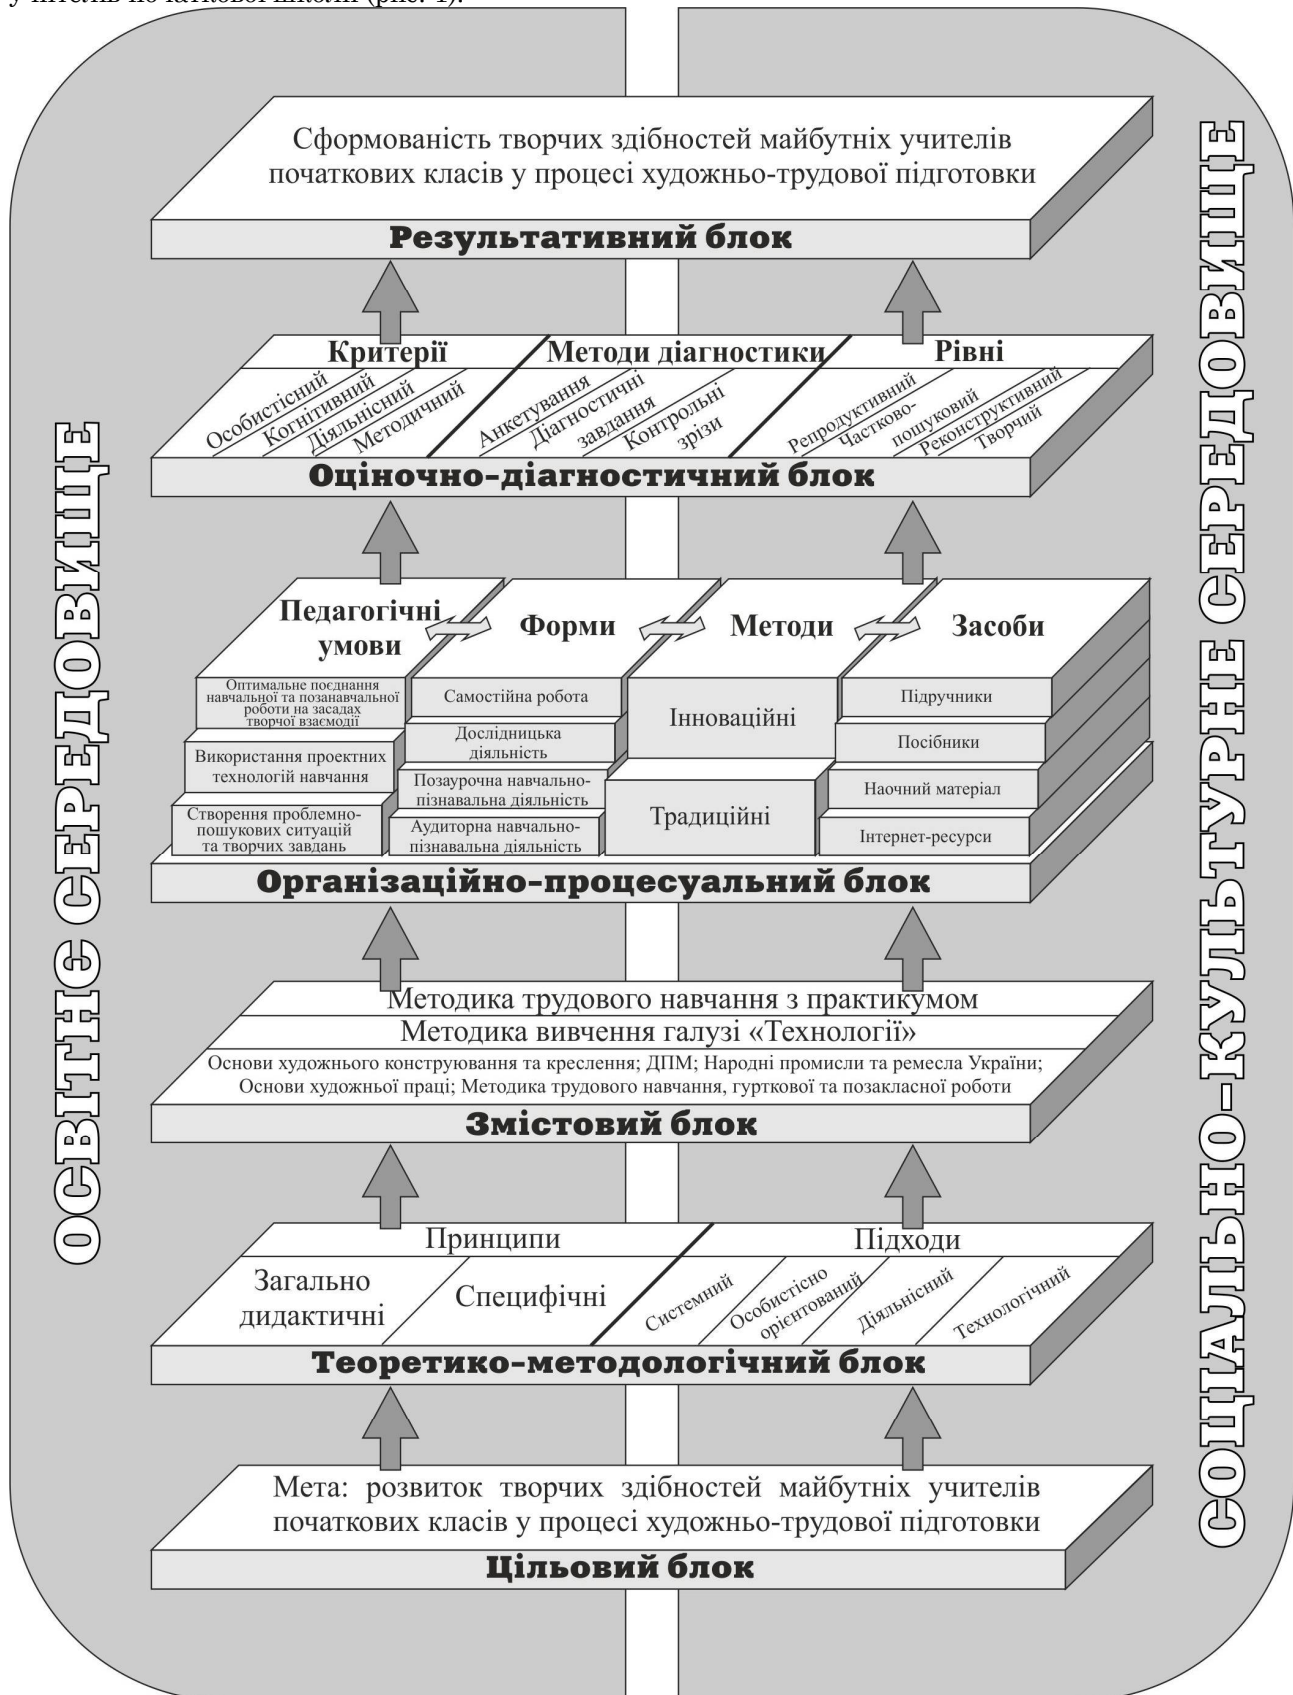 учителів початкової школи (рис. 1).
ОСВІТНЄ СЕРЕДОВИЩЕ
СОЦІАЛЬНО-КУЛЬТУРНЕ СЕРЕДОВИЩЕ
Сформованість творчих здібностей майбутніх учителів
початкових класів у процесі художньо-трудової підготовки
Результативний блок
Критерії
Особистісний
Когнітивний
Діяльнісний
Методичний
Методи діагностики
Анкетування
Діагностичні
завдання
Контрольні
зрізи
Рівні
Репродуктивний
Частково-
пошуковий
Реконструктивний
Творчий
Оціночно-діагностичний блок
Педагогічні
умови
Оптимальне поєднання
навчальної та позанавчальної
роботи на засадах
творчої взаємодії
Використання проектних
технологій навчання
Створення проблемно-
пошукових ситуацій
та творчих завдань
Форми
Самостійна робота
Дослідницька
діяльність
Позаурочна навчально-
пізнавальна діяльність
Аудиторна навчально-
пізнавальна діяльність
Методи
Інноваційні
Традиційні
Засоби
Підручники
Посібники
Наочний матеріал
Інтернет-ресурси
Організаційно-процесуальний блок
Методика трудового навчання з практикумом
Методика вивчення галузі «Технології»
Основи художнього конструювання та креслення; ДПМ; Народні промисли та ремесла України;
Основи художньої праці; Методика трудового навчання, гурткової та позакласної роботи
Змістовий блок
Принципи
Загально
дидактичні
Специфічні
Підходи
Системний
Особистісно
орієнтований
Діяльнісний
Технологічний
Теоретико-методологічний блок
Мета: розвиток творчих здібностей майбутніх учителів
початкових класів у процесі художньо-трудової підготовки
Цільовий блок